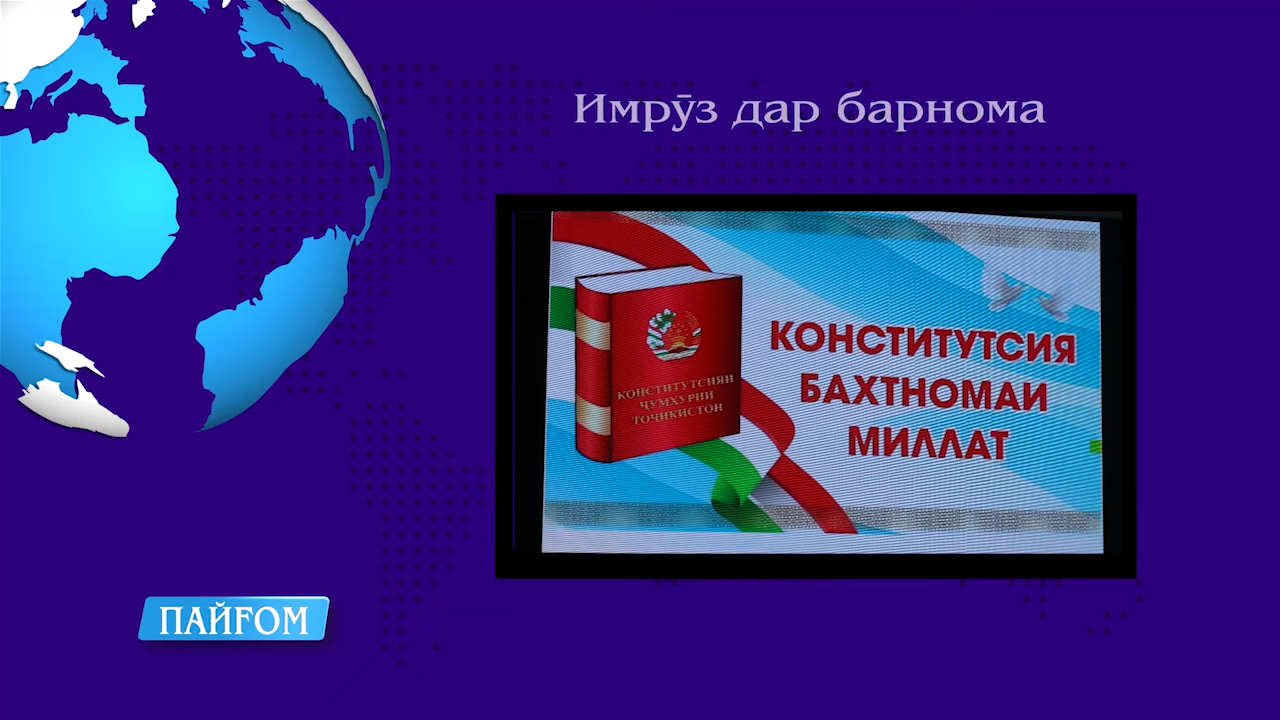 Имрӯз дар барнома
КОНСТИТУТСИЯИ
ҶУМҲУРИИ
ТОҶИКИСТОН
КОНСТИТУТСИЯ
БАХТНОМАИ
МИЛЛАТ
ПАЙҒОМ